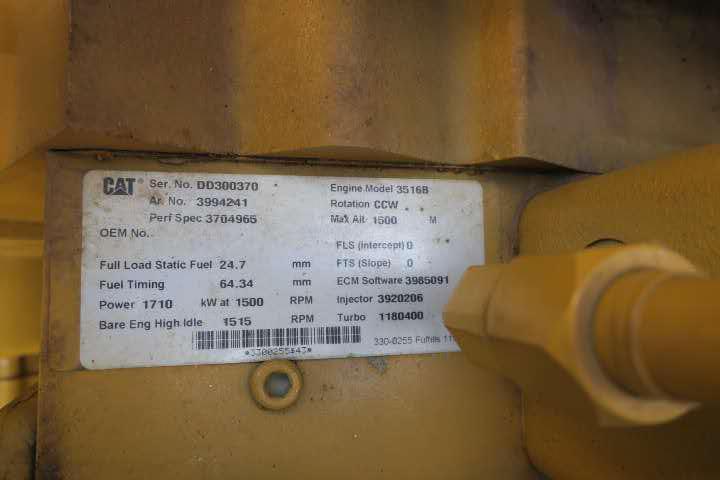 CAT® Ser. No. DD300370
Ar. No. 3994241
Perf Spec 3704965
OEM No.
Full Load Static Fuel 24.7 mm
Fuel Timing 64.34 mm
Power 1710 kW at 1500 RPM
Bare Eng High Idle 1515 RPM
Engine Model 3516B
Rotation CCW
Max Alt 1500 M
FLS (Intercept) 0
FTS (Slope) 0
ECM Software 3985091
Injector 3920206
Turbo 1180400
330-0255 Fulfills